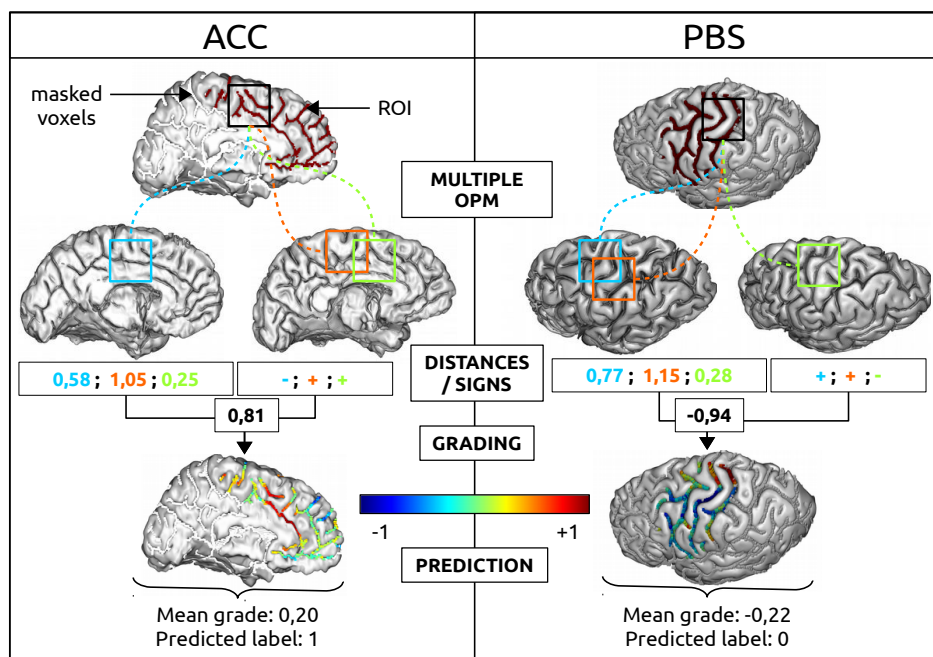 ACC
PBS
masked
voxels
ROI
MULTIPLE
OPM
DISTANCES
/ SIGNS
0,58 ; 1,05 ; 0,25
- ; + ; +
0,77 ; 1,15 ; 0,28
+ ; + ; -
0,81
-0,94
GRADING
-1
+1
PREDICTION
Mean grade: 0,20
Predicted label: 1
Mean grade: -0,22
Predicted label: 0